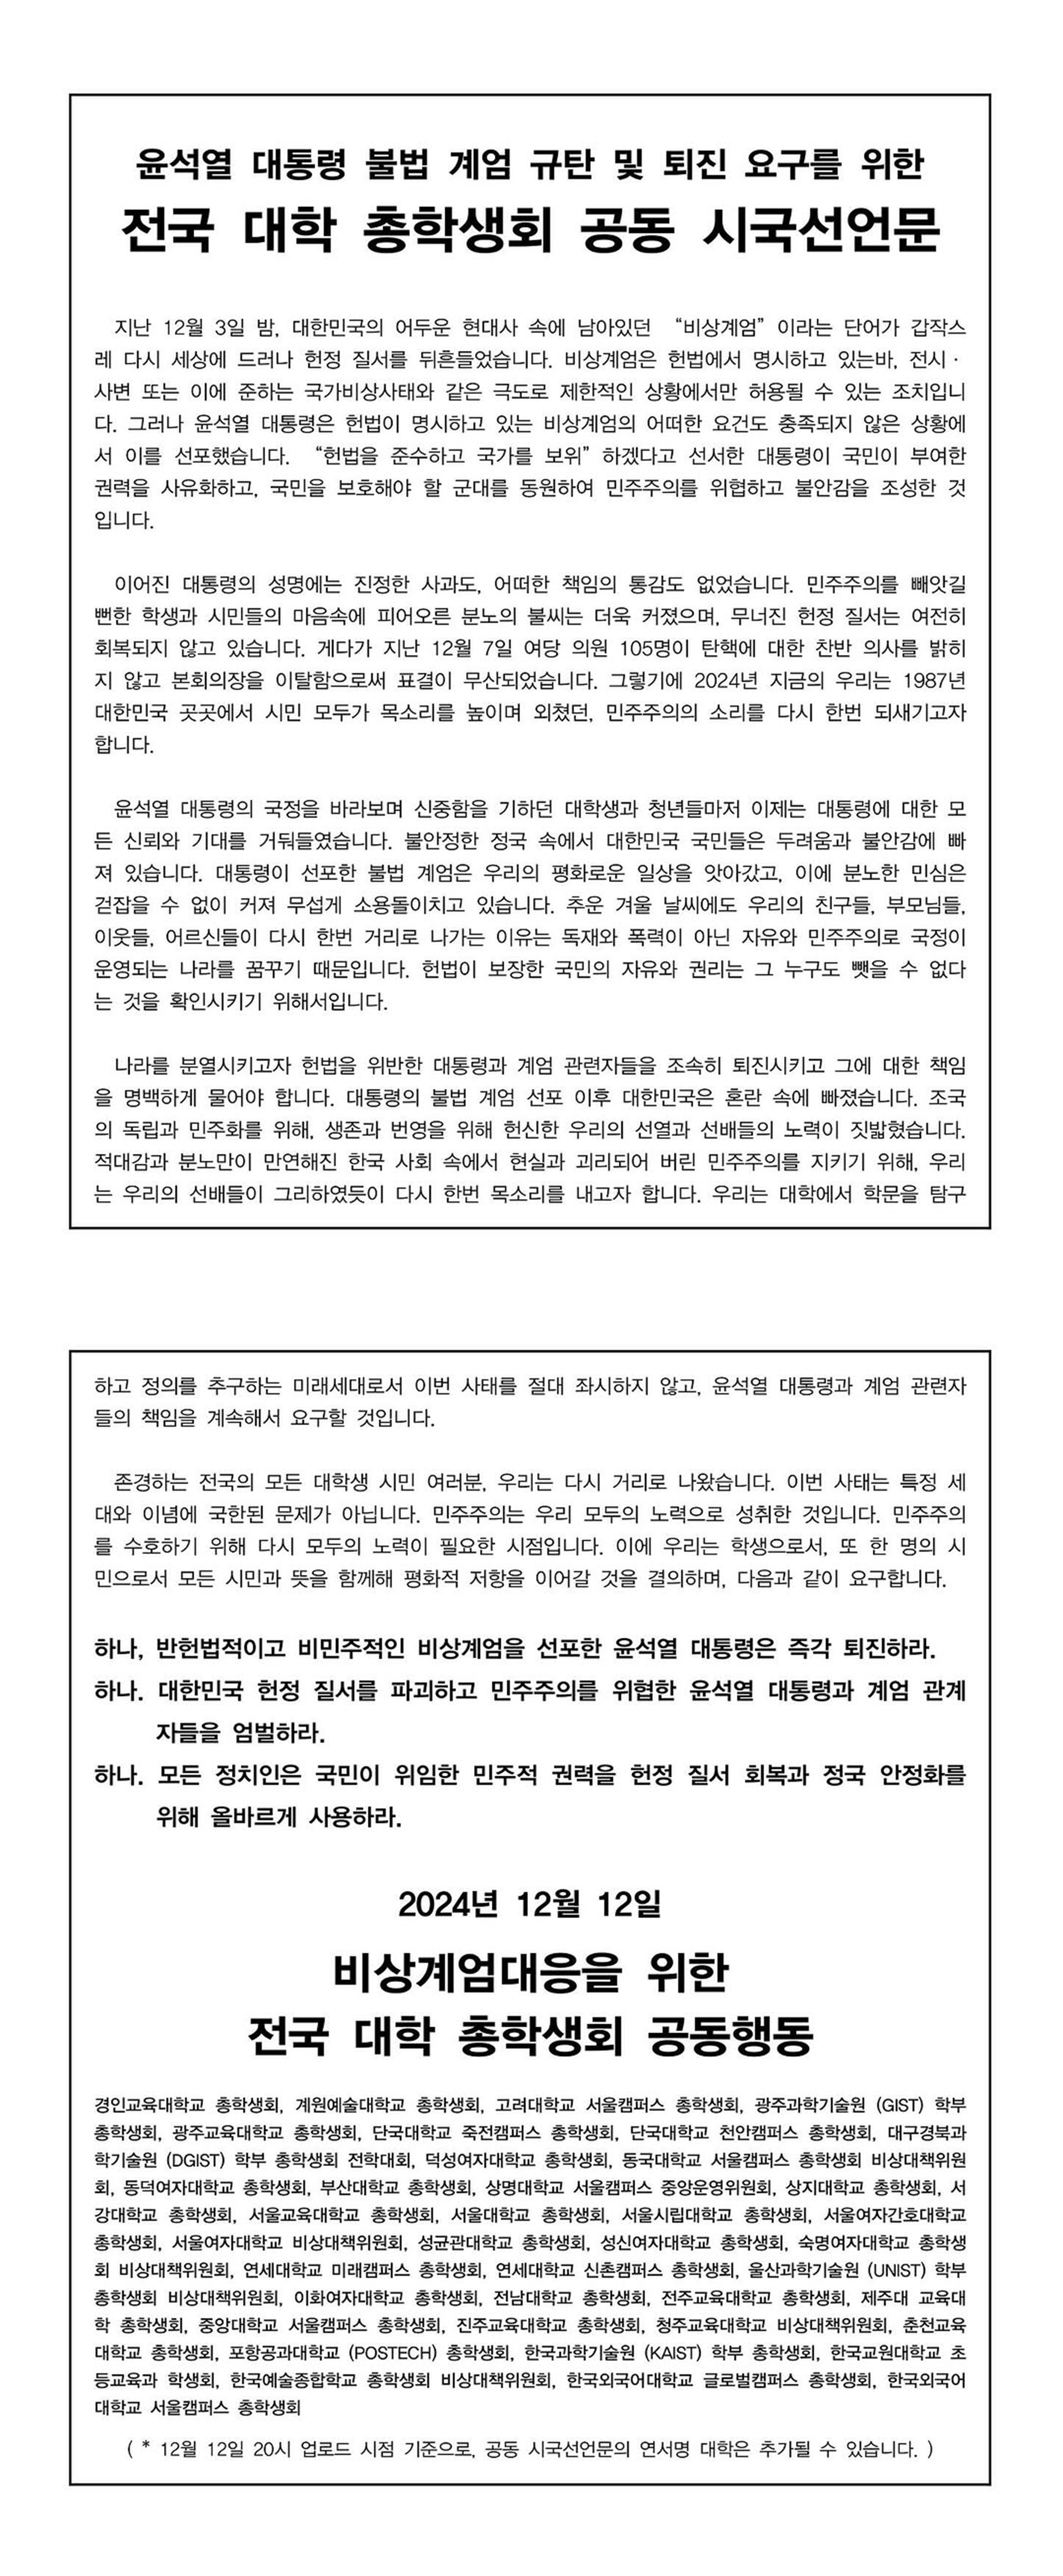 윤석열 대통령 불법 계엄 규탄 및 퇴진 요구를 위한
전국 대학 총학생회 공동 시국선언문
지난 12월 3일 밤, 대한민국의 어두운 현대사 속에 남아있던 “비상계엄” 이라는 단어가 갑작스
레 다시 세상에 드러나 헌정 질서를 뒤흔들었습니다. 비상계엄은 헌법에서 명시하고 있는바, 전시·
사변 또는 이에 준하는 국가비상사태와 같은 극도로 제한적인 상황에서만 허용될 수 있는 조치입니
다. 그러나 윤석열 대통령은 헌법이 명시하고 있는 비상계엄의 어떠한 요건도 충족되지 않은 상황에
서 이를 선포했습니다. “헌법을 준수하고 국가를 보위” 하겠다고 선서한 대통령이 국민이 부여한
권력을 사유화하고, 국민을 보호해야 할 군대를 동원하여 민주주의를 위협하고 불안감을 조성한 것
입니다.
이어진 대통령의 성명에는 진정한 사과도, 어떠한 책임의 통감도 없었습니다. 민주주의를 빼앗길
뻔한 학생과 시민들의 마음속에 피어오른 분노의 불씨는 더욱 커졌으며, 무너진 헌정 질서는 여전히
회복되지 않고 있습니다. 게다가 지난 12월 7일 여당 의원 105명이 탄핵에 대한 찬반 의사를 밝히
지 않고 본회의장을 이탈함으로써 표결이 무산되었습니다. 그렇기에 2024년 지금의 우리는 1987년
대한민국 곳곳에서 시민 모두가 목소리를 높이며 외쳤던, 민주주의의 소리를 다시 한번 되새기고자
합니다.
윤석열 대통령의 국정을 바라보며 신중함을 기하던 대학생과 청년들마저 이제는 대통령에 대한 모
든 신뢰와 기대를 거둬들였습니다. 불안정한 정국 속에서 대한민국 국민들은 두려움과 불안감에 빠
져 있습니다. 대통령이 선포한 불법 계엄은 우리의 평화로운 일상을 앗아갔고, 이에 분노한 민심은
걷잡을 수 없이 커져 무섭게 소용돌이치고 있습니다. 추운 겨울 날씨에도 우리의 친구들, 부모님들,
이웃들, 어르신들이 다시 한번 거리로 나가는 이유는 독재와 폭력이 아닌 자유와 민주주의로 국정이
운영되는 나라를 꿈꾸기 때문입니다. 헌법이 보장한 국민의 자유와 권리는 그 누구도 뺏을 수 없다
는 것을 확인시키기 위해서입니다.
나라를 분열시키고자 헌법을 위반한 대통령과 계엄 관련자들을 조속히 퇴진시키고 그에 대한 책임
을 명백하게 물어야 합니다. 대통령의 불법 계엄 선포 이후 대한민국은 혼란 속에 빠졌습니다. 조국
의 독립과 민주화를 위해, 생존과 번영을 위해 헌신한 우리의 선열과 선배들의 노력이 짓밟혔습니다.
적대감과 분노만이 만연해진 한국 사회 속에서 현실과 괴리되어 버린 민주주의를 지키기 위해, 우리
는 우리의 선배들이 그리하였듯이 다시 한번 목소리를 내고자 합니다. 우리는 대학에서 학문을 탐구
하고 정의를 추구하는 미래세대로서 이번 사태를 절대 좌시하지 않고, 윤석열 대통령과 계엄 관련자
들의 책임을 계속해서 요구할 것입니다.
존경하는 전국의 모든 대학생 시민 여러분, 우리는 다시 거리로 나왔습니다. 이번 사태는 특정 세
대와 이념에 국한된 문제가 아닙니다. 민주주의는 우리 모두의 노력으로 성취한 것입니다. 민주주의
를 수호하기 위해 다시 모두의 노력이 필요한 시점입니다. 이에 우리는 학생으로서, 또 한 명의 시
민으로서 모든 시민과 뜻을 함께해 평화적 저항을 이어갈 것을 결의하며, 다음과 같이 요구합니다.
하나, 반헌법적이고 비민주적인 비상계엄을 선포한 윤석열 대통령은 즉각 퇴진하라.
하나. 대한민국 헌정 질서를 파괴하고 민주주의를 위협한 윤석열 대통령과 계엄 관계
자들을 엄벌하라.
하나. 모든 정치인은 국민이 위임한 민주적 권력을 헌정 질서 회복과 정국 안정화를
위해 올바르게 사용하라.
2024년 12월 12일
비상계엄대응을 위한
전국 대학 총학생회 공동행동
경인교육대학교 총학생회, 계원예술대학교 총학생회, 고려대학교 서울캠퍼스 총학생회, 광주과학기술원 (GIST) 학부
총학생회, 광주교육대학교 총학생회, 단국대학교 죽전캠퍼스 총학생회, 단국대학교 천안캠퍼스 총학생회, 대구경북과
학기술원 (DGIST) 학부 총학생회 전학대회, 덕성여자대학교 총학생회, 동국대학교 서울캠퍼스 총학생회 비상대책위원
회, 동덕여자대학교 총학생회, 부산대학교 총학생회, 상명대학교 서울캠퍼스 중앙운영위원회, 상지대학교 총학생회, 서
강대학교 총학생회, 서울교육대학교 총학생회, 서울대학교 총학생회, 서울시립대학교 총학생회, 서울여자간호대학교
총학생회, 서울여자대학교 비상대책위원회, 성균관대학교 총학생회, 성신여자대학교 총학생회, 숙명여자대학교 총학생
회 비상대책위원회, 연세대학교 미래캠퍼스 총학생회, 연세대학교 신촌캠퍼스 총학생회, 울산과학기술원 (UNIST) 학부
총학생회 비상대책위원회, 이화여자대학교 총학생회, 전남대학교 총학생회, 전주교육대학교 총학생회, 제주대 교육대
학 총학생회, 중앙대학교 서울캠퍼스 총학생회, 진주교육대학교 총학생회, 청주교육대학교 비상대책위원회, 춘천교육
대학교 총학생회, 포항공과대학교 (POSTECH) 총학생회, 한국과학기술원 (KAIST) 학부 총학생회, 한국교원대학교 초
등교육과 학생회, 한국예술종합학교 총학생회 비상대책위원회, 한국외국어대학교 글로벌캠퍼스 총학생회, 한국외국어
대학교 서울캠퍼스 총학생회
( * 12월 12일 20시 업로드 시점 기준으로, 공동 시국선언문의 연서명 대학은 추가될 수 있습니다. )